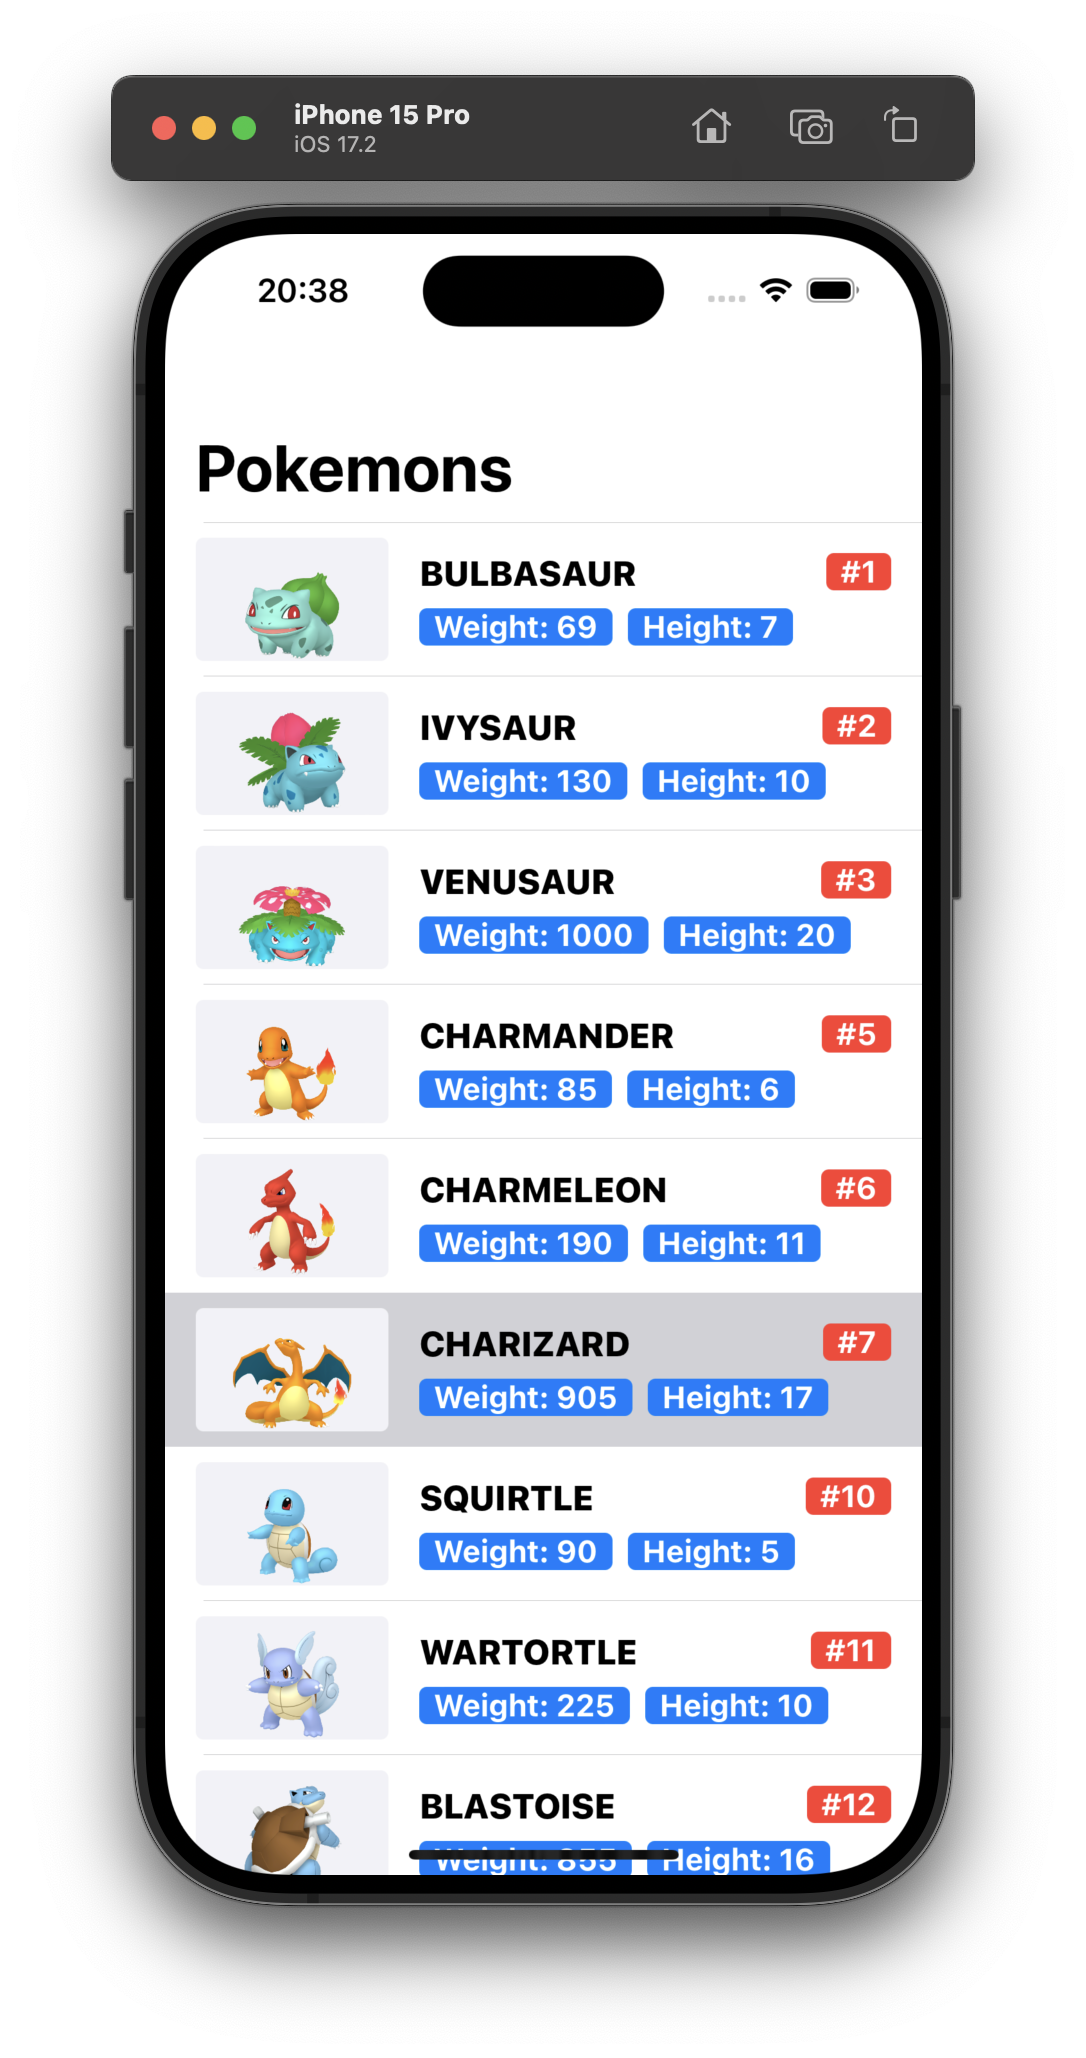 iPhone 15 Pro
iOS 17.2
20:38
Pokemons
BULBASAUR #1
Weight: 69 Height: 7
IVYSAUR #2
Weight: 130 Height: 10
VENUSAUR #3
Weight: 1000 Height: 20
CHARMANDER #5
Weight: 85 Height: 6
CHARMELEON #6
Weight: 190 Height: 11
CHARIZARD #7
Weight: 905 Height: 17
SQUIRTLE #10
Weight: 90 Height: 5
WARTORTLE #11
Weight: 225 Height: 10
BLASTOISE #12
Weight: 855 Height: 16